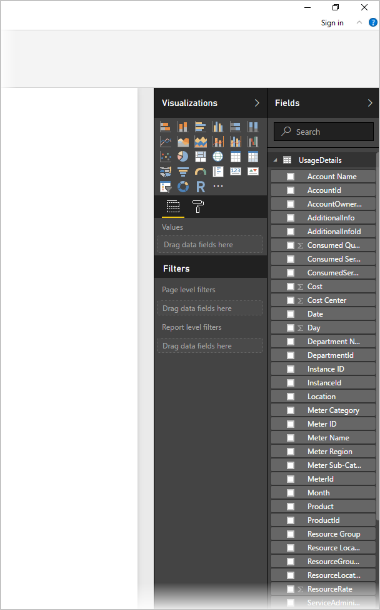 Sign in
Visualizations
Fields
Search
UsageDetails
Account Name
AccountId
AccountOwner...
AdditionalInfo
AdditionalInfoId
Σ Consumed Qu...
Consumed Ser...
ConsumedSer...
Σ Cost
Cost Center
Date
Σ Day
Department N...
DepartmentId
Instance ID
InstanceId
Location
Meter Category
Meter ID
Meter Name
Meter Region
Meter Sub-Cat...
MeterId
Month
Product
ProductId
Resource Group
Resource Loca...
ResourceGrou...
ResourceLocat...
Σ ResourceRate
ServiceAdmini...
R
...
Values
Drag data fields here
Filters
Page level filters
Drag data fields here
Report level filters
Drag data fields here